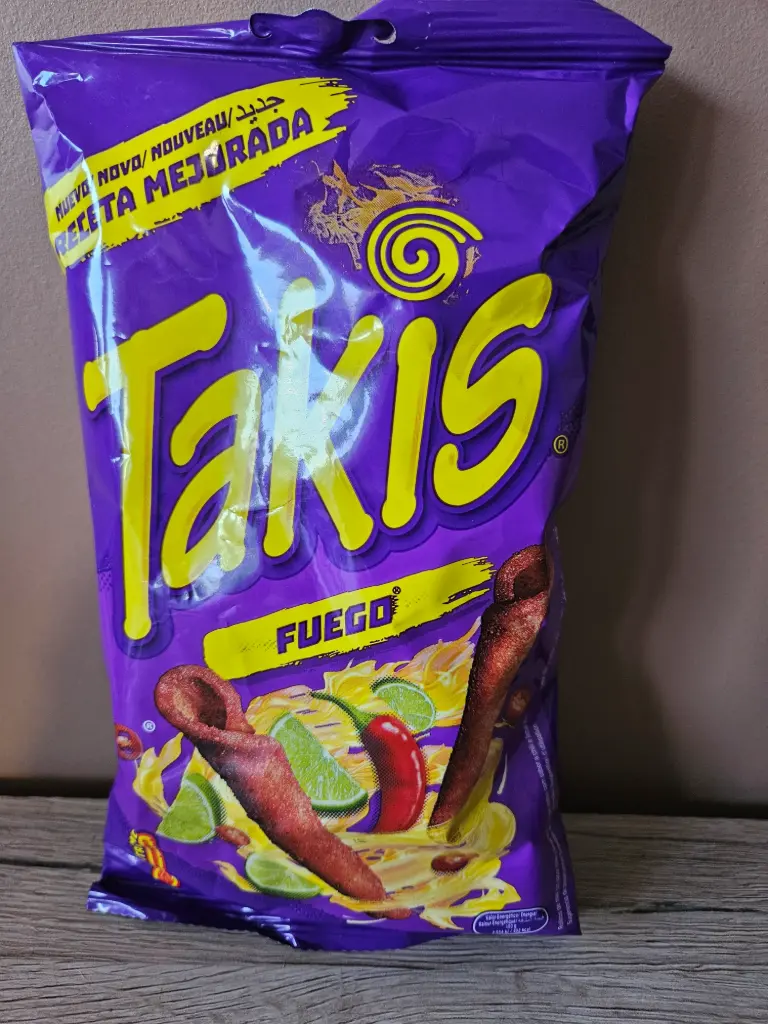 NUEVO/ NOVO/ NOUVEAU/ جديد
RECETA MEJORADA
Takis
®
FUEGO®
®